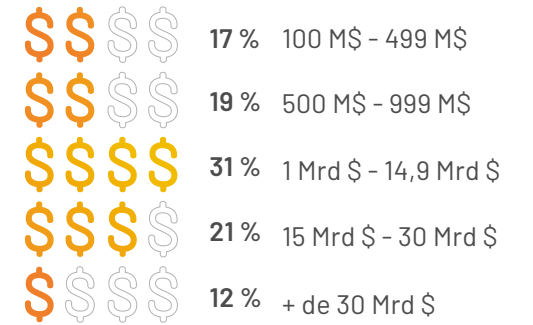 $ $ $ $ 17 % 100 M$ - 499 M$
$ $ $ $ 19 % 500 M$ - 999 M$
$ $ $ $ 31 % 1 Mrd $ - 14,9 Mrd $
$ $ $ $ 21 % 15 Mrd $ - 30 Mrd $
$ $ $ $ 12 % + de 30 Mrd $